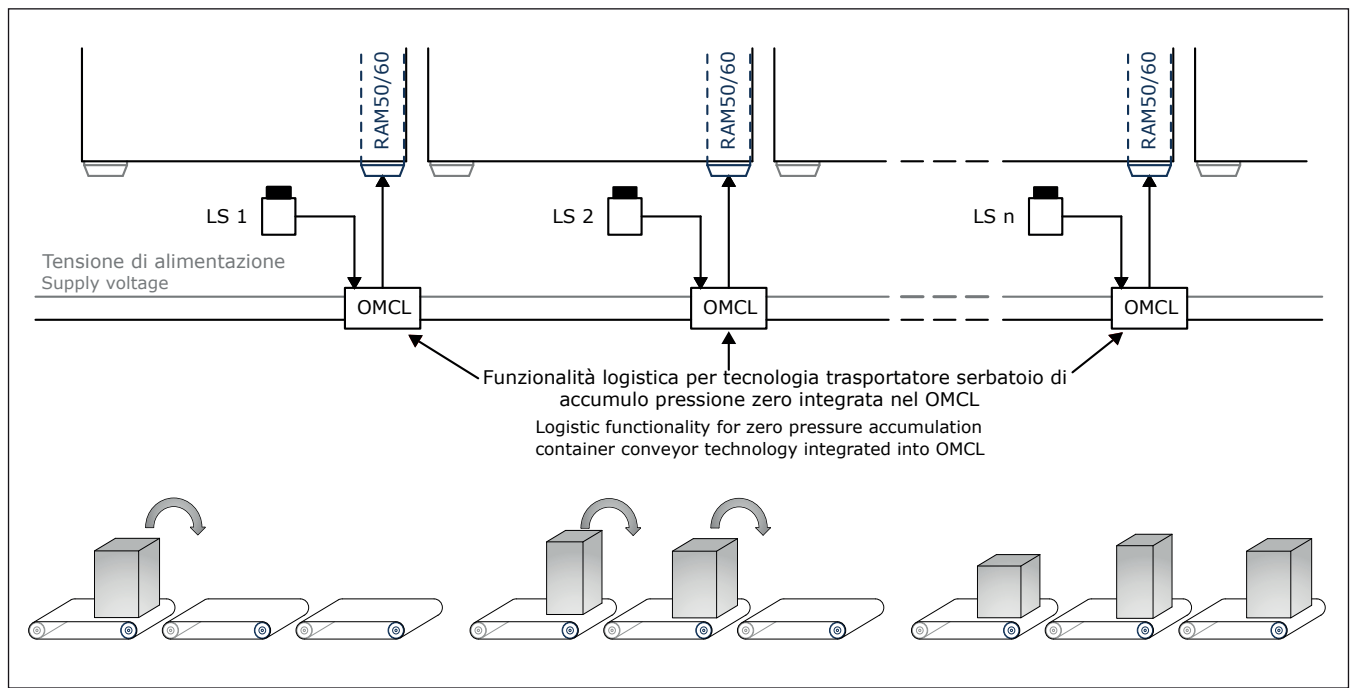 RAM50/60
RAM50/60
RAM50/60
LS 1
LS 2
LS n
Tensione di alimentazione
Supply voltage
OMCL
OMCL
OMCL
Funzionalità logistica per tecnologia trasportatore serbatoio di
accumulo pressione zero integrata nel OMCL
Logistic functionality for zero pressure accumulation
container conveyor technology integrated into OMCL